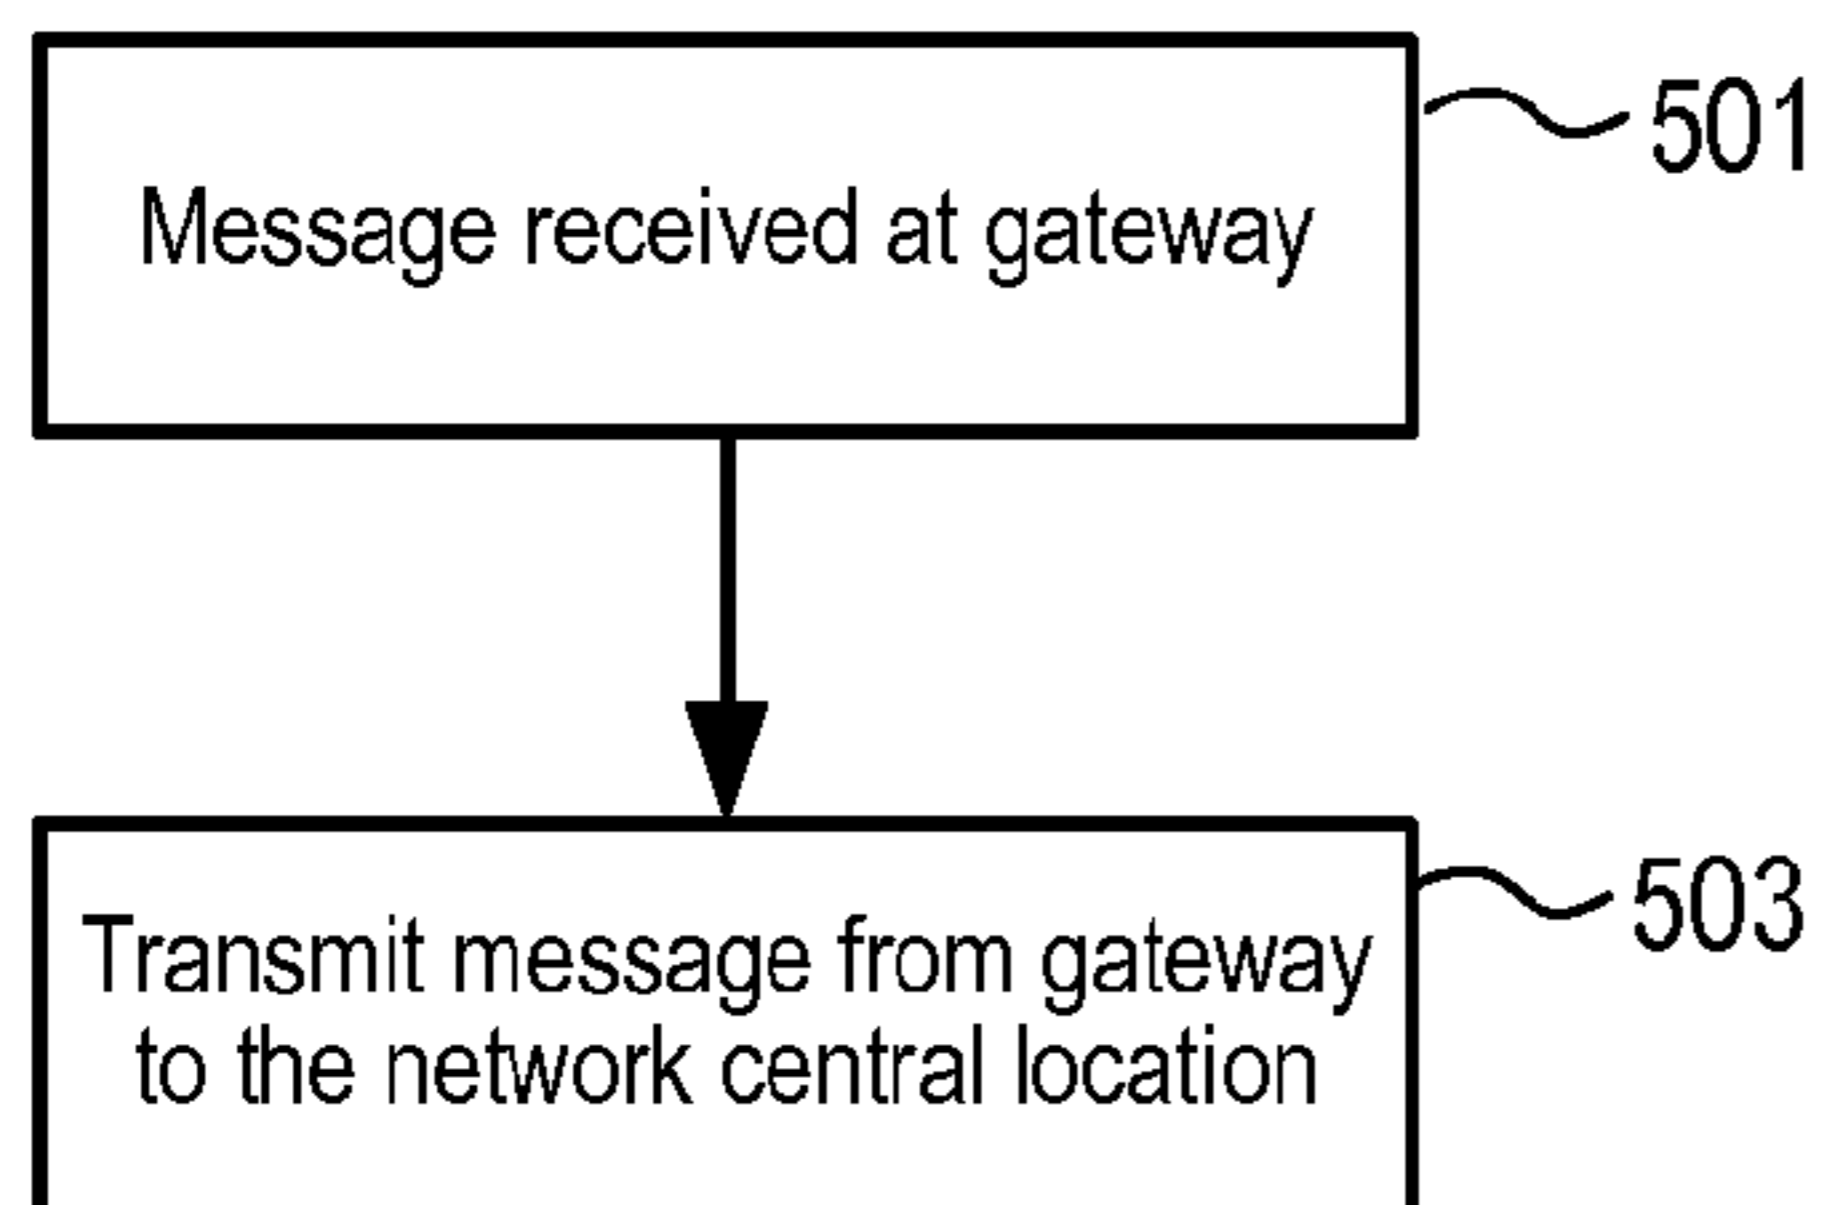 501
Message received at gateway
503
Transmit message from gateway
to the network central location